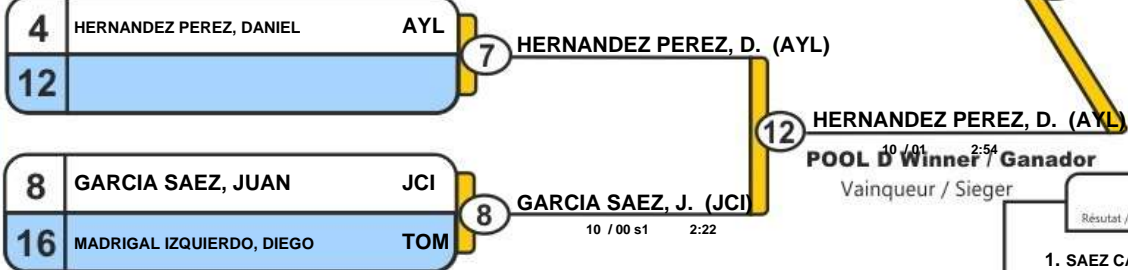 4 HERNANDEZ PEREZ, DANIEL AYL
12
7 HERNANDEZ PEREZ, D. (AYL)
8 GARCIA SAEZ, JUAN JCI
16 MADRIGAL IZQUIERDO, DIEGO TOM
8 GARCIA SAEZ, J. (JCI)
10 / 00 s1 2:22
12 HERNANDEZ PEREZ, D. (AYL)
10 / 01 2:54
POOL D Winner / Ganador
Vainqueur / Sieger
Résutat /
1. SAEZ CA